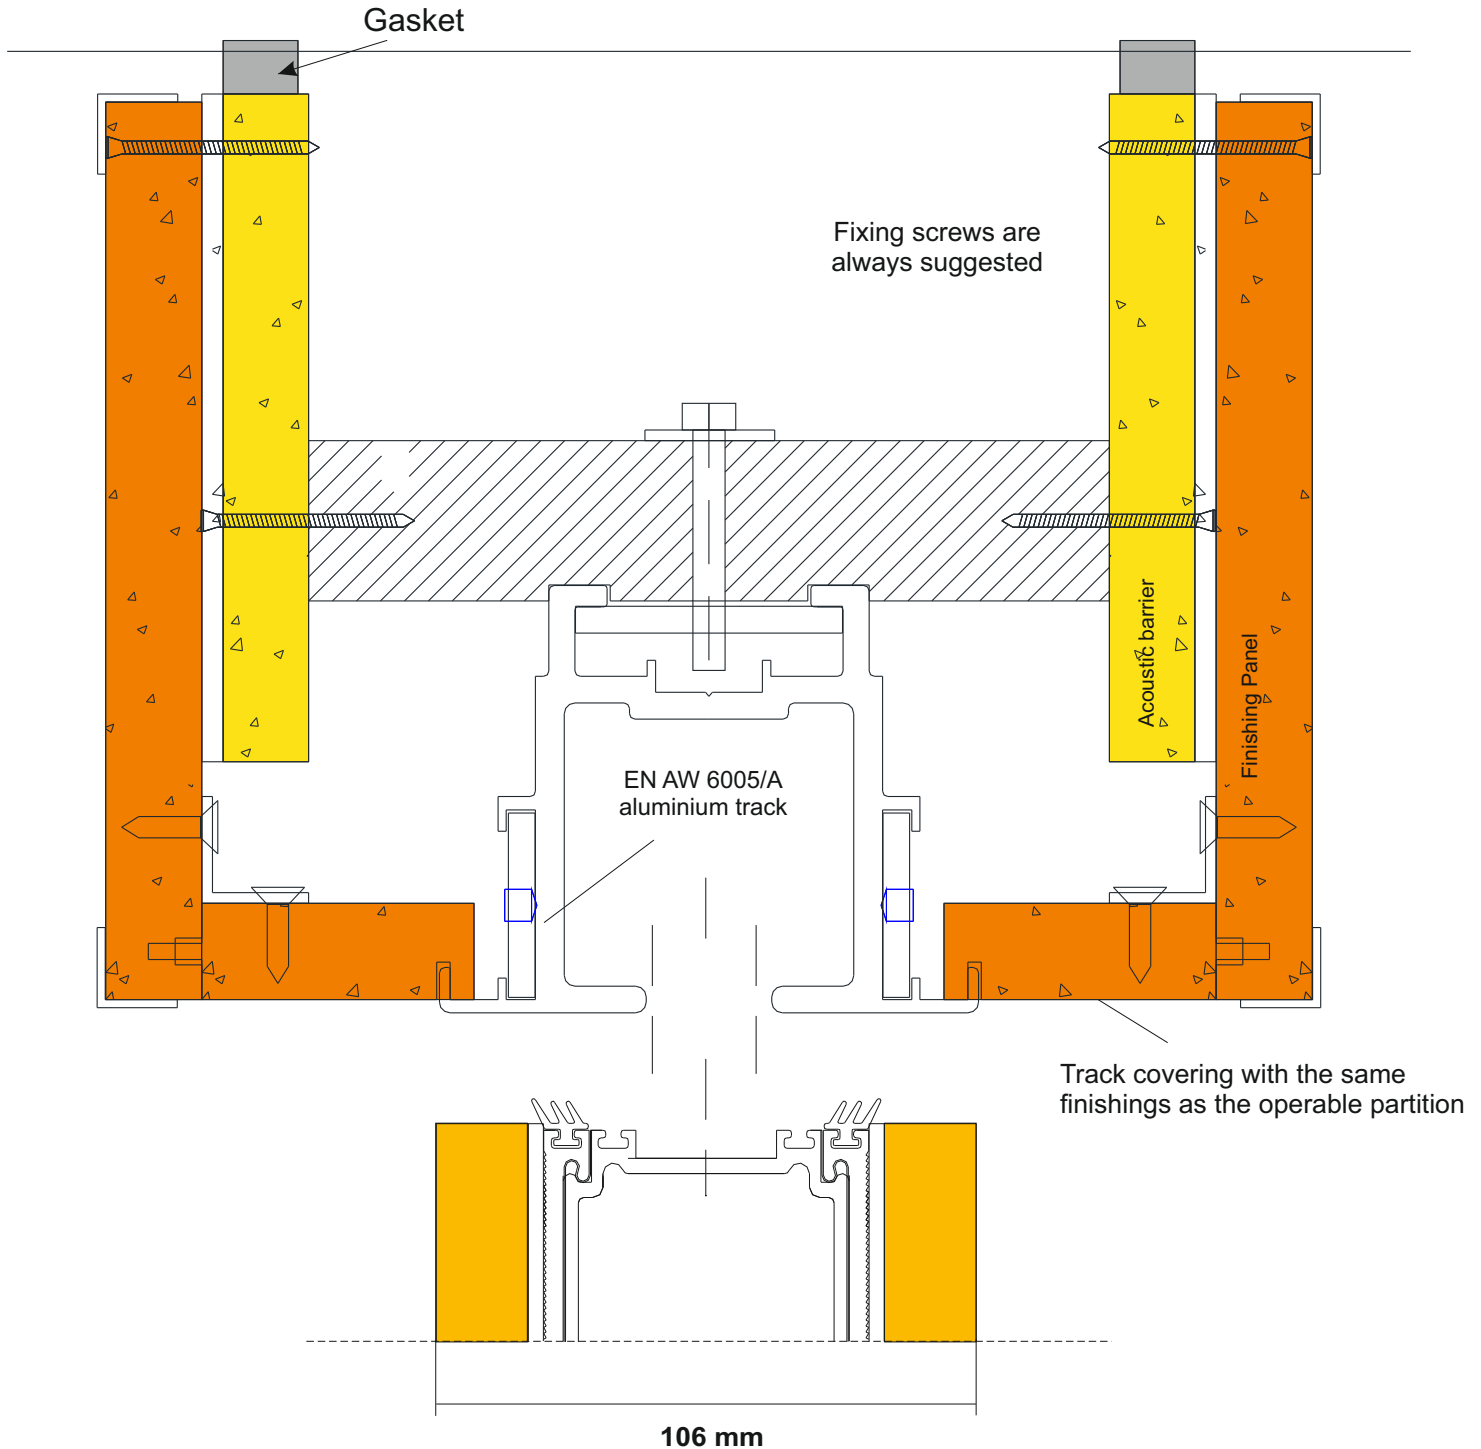 Gasket
Fixing screws are
always suggested
Acoustic barrier
Finishing Panel
EN AW 6005/A
aluminium track
Track covering with the same
finishings as the operable partition
106 mm